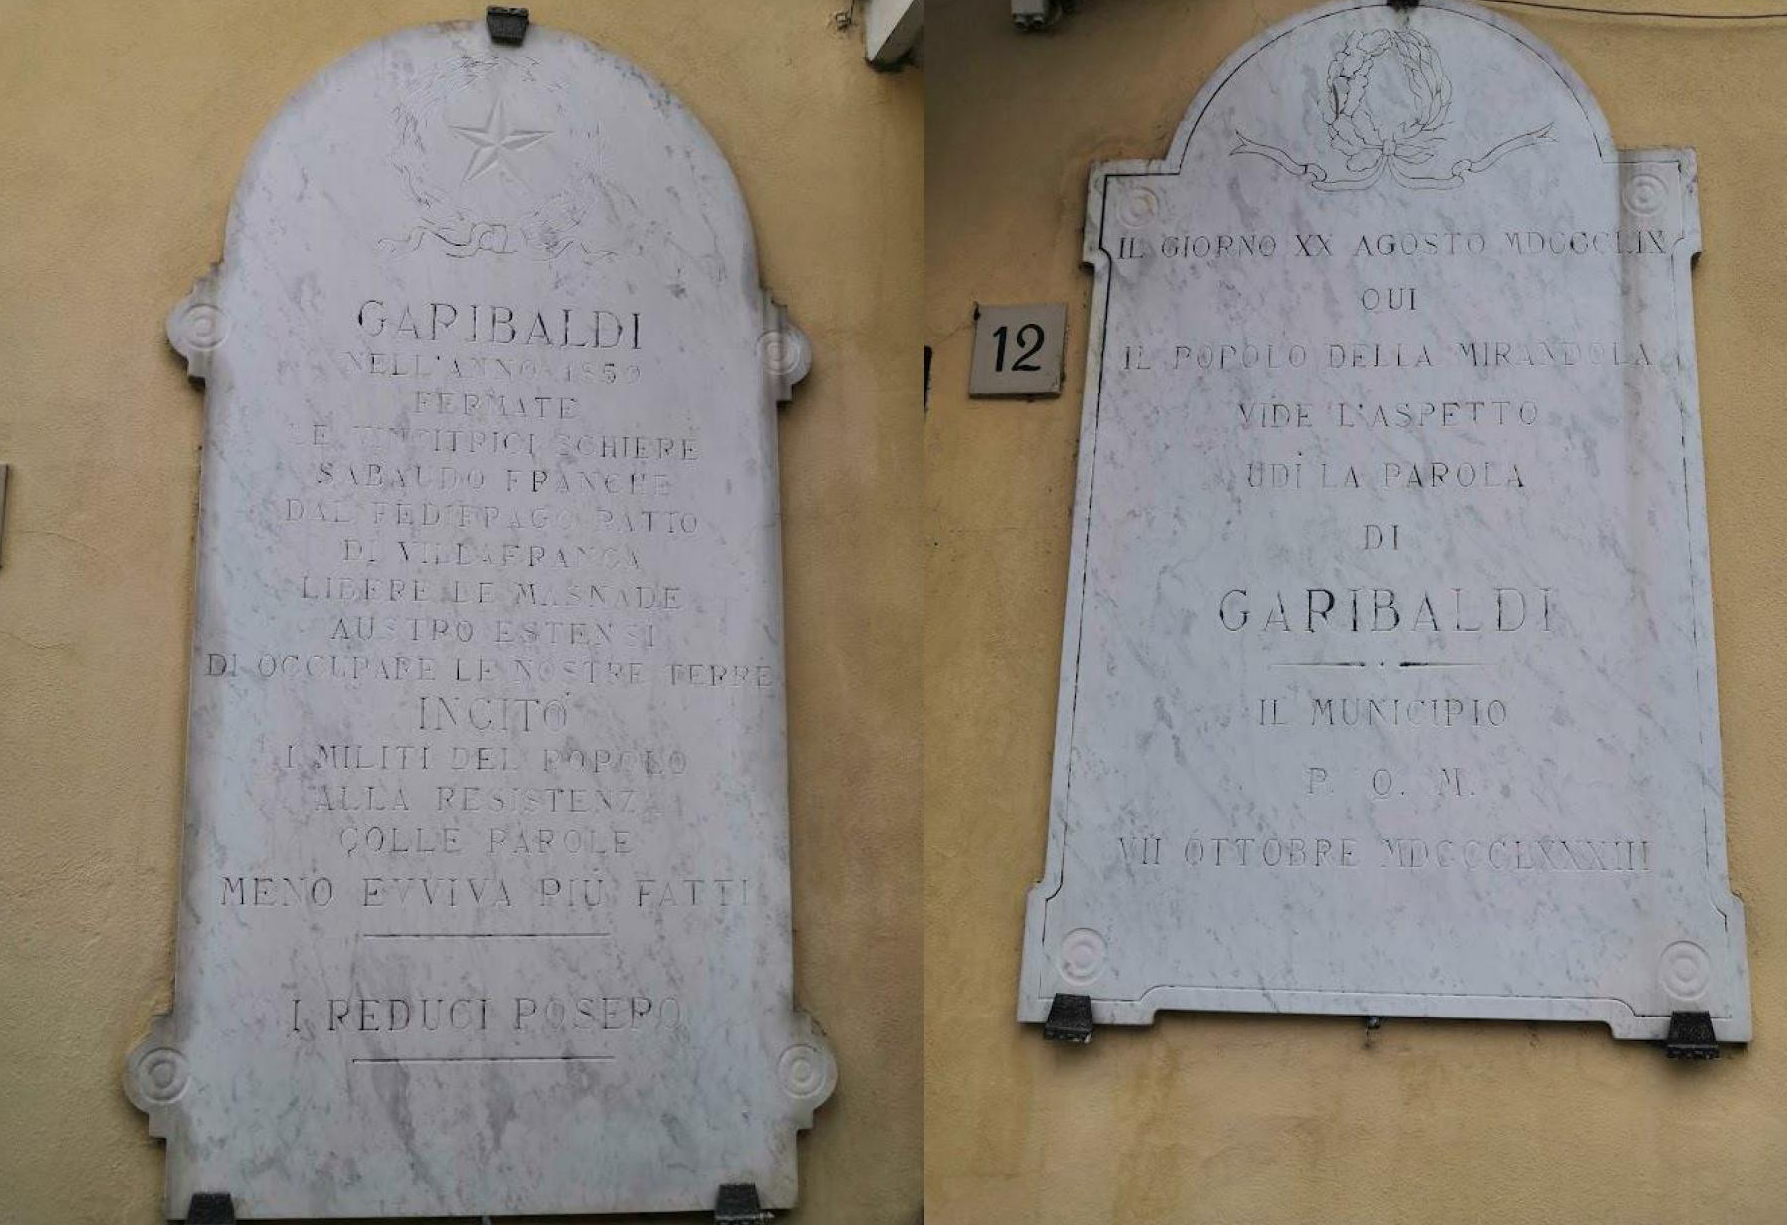 GARIBALDI
NELL'ANNO 1859
FERMATE
LE VINCITRICI SCHIERE
SABAUDO FRANCHE
DAL FEDIFRAGO PATTO
DI VILLAFRANCA
LIBERE LE MASNADE
AUSTRO ESTENSI
DI OCCUPARE LE NOSTRE TERRE
INCITÒ
I MILITI DEL POPOLO
ALLA RESISTENZA
COLLE PAROLE
MENO EVVIVA PIÙ FATTI
I REDUCI POSERO
12
IL GIORNO XX AGOSTO MDCCCLIX
QUI
IL POPOLO DELLA MIRANDOLA
VIDE L'ASPETTO
UDÌ LA PAROLA
DI
GARIBALDI
IL MUNICIPIO
P. Q. M.
VII OTTOBRE MDCCCLXXXIII